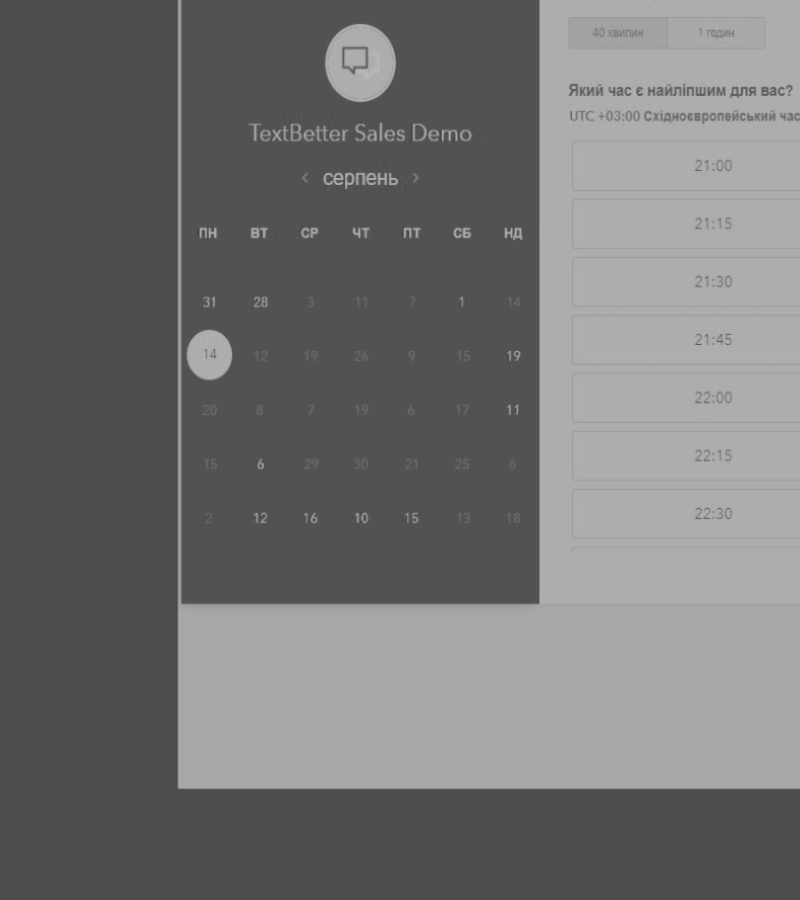 TextBetter Sales Demo
серпень
ПН ВТ СР ЧТ ПТ СБ НД
31 28 3 11 7 1 14
14 12 19 26 9 15 19
20 8 7 19 6 17 11
15 6 29 30 21 25 6
2 12 16 10 15 13 18
40 хвилин 1 годин
Який час є найліпшим для вас?
UTC +03:00 Східноєвропейський час
21:00
21:15
21:30
21:45
22:00
22:15
22:30